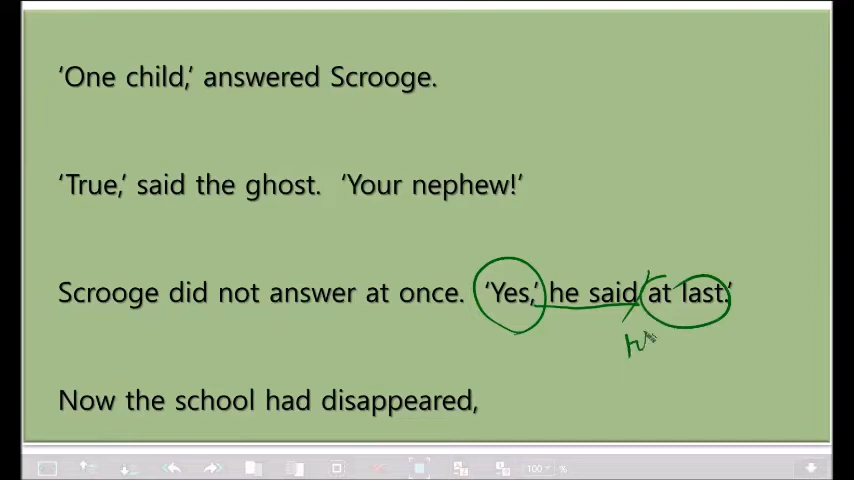 ‘One child,’ answered Scrooge.
‘True,’ said the ghost.  ‘Your nephew!’
Scrooge did not answer at once.  ‘Yes,’ he said at last.’
Now the school had disappeared,
100 %